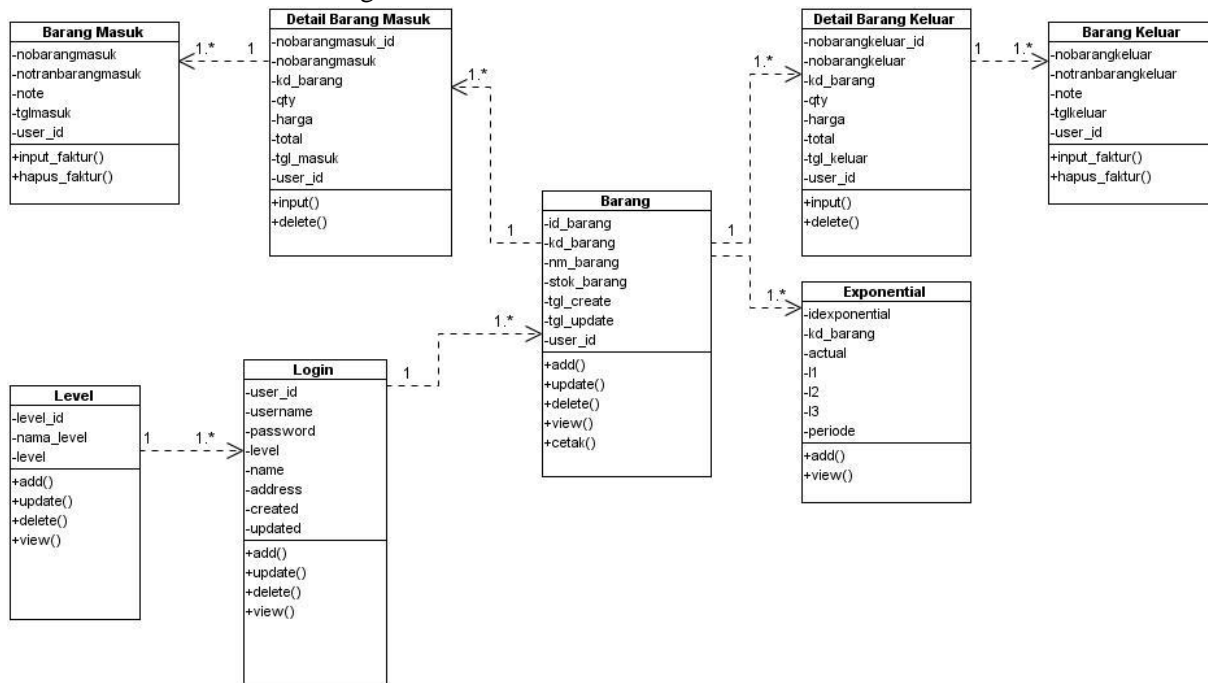 Barang Masuk
-nobarangmasuk
-notranbarangmasuk
-note
-tglmasuk
-user_id
+input_faktur()
+hapus_faktur()
1.*
1
Detail Barang Masuk
-nobarangmasuk_id
-nobarangmasuk
-kd_barang
-qty
-harga
-total
-tgl_masuk
-user_id
+input()
+delete()
1.*
1
Detail Barang Keluar
-nobarangkeluar_id
-nobarangkeluar
-kd_barang
-qty
-harga
-total
-tgl_keluar
-user_id
+input()
+delete()
1.*
1
1
1.*
Barang Keluar
-nobarangkeluar
-notranbarangkeluar
-note
-tglkeluar
-user_id
+input_faktur()
+hapus_faktur()
Barang
-id_barang
-kd_barang
-nm_barang
-stok_barang
-tgl_create
-tgl_update
-user_id
+add()
+update()
+delete()
+view()
+cetak()
1.*
Exponential
-idexponential
-kd_barang
-actual
-l1
-l2
-l3
-periode
+add()
+view()
Level
-level_id
-nama_level
-level
+add()
+update()
+delete()
+view()
1
1.*
Login
-user_id
-username
-password
-level
-name
-address
-created
-updated
+add()
+update()
+delete()
+view()
1
1.*